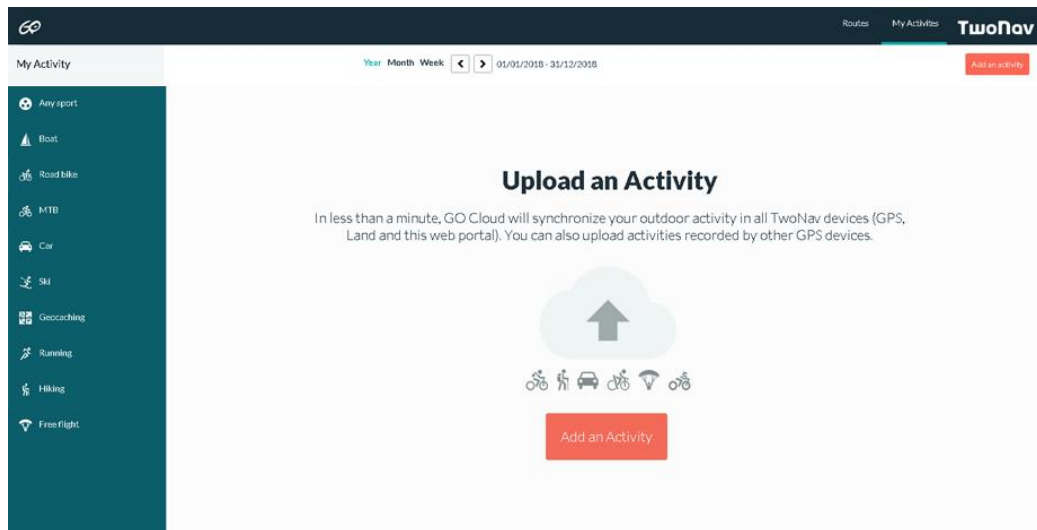 GO
Routes
My Activites
TwoNav
My Activity
Year Month Week 01/01/2018 - 31/12/2018
Add an activity
Any sport
Boat
Road bike
MTB
Car
Ski
Geocaching
Running
Hiking
Free flight
Upload an Activity
In less than a minute, GO Cloud will synchronize your outdoor activity in all TwoNav devices (GPS,
Land and this web portal). You can also upload activities recorded by other GPS devices.
Add an Activity